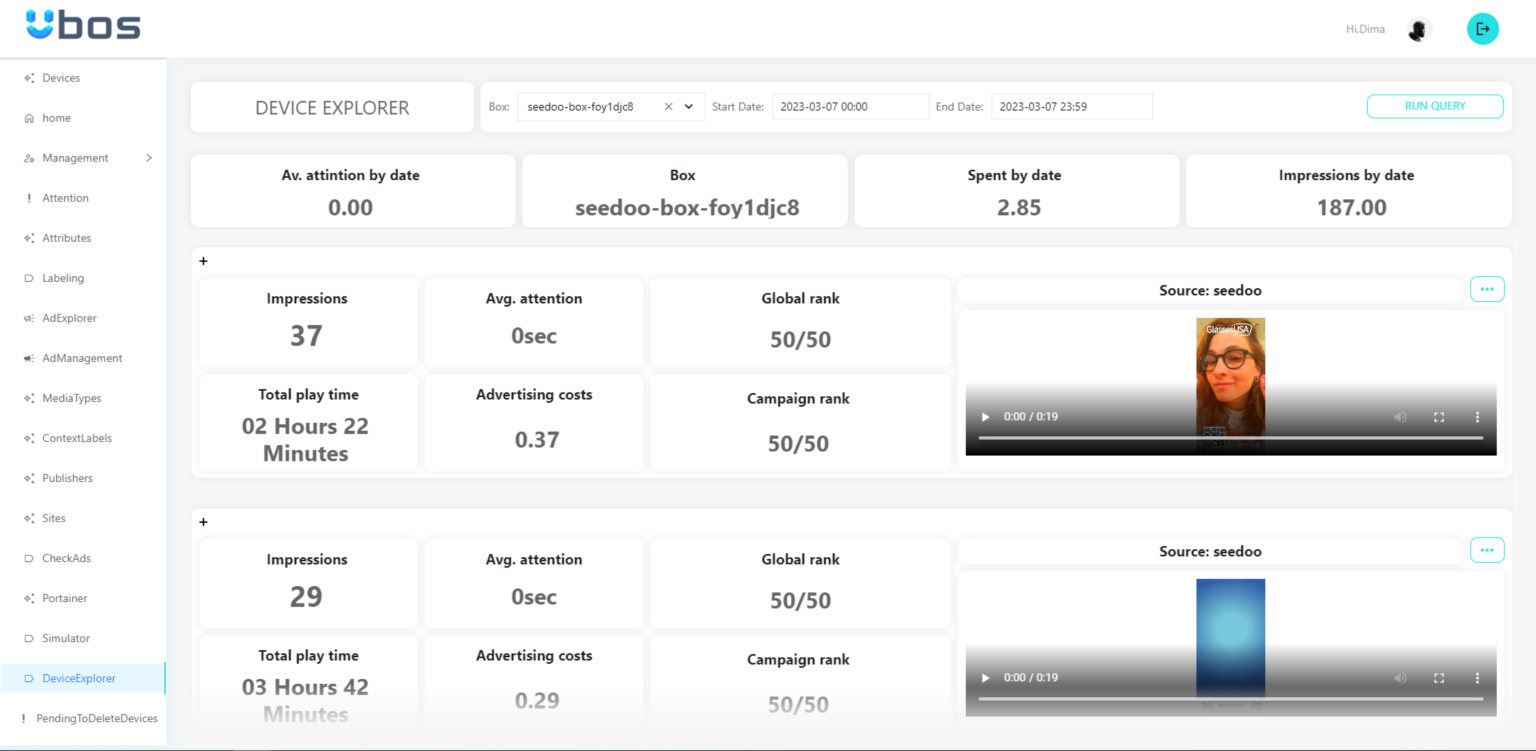 Ubos
Hi,Dima
Devices
home
Management
Attention
Attributes
Labeling
AdExplorer
AdManagement
MediaTypes
ContextLabels
Publishers
Sites
CheckAds
Portainer
Simulator
DeviceExplorer
PendingToDeleteDevices
DEVICE EXPLORER
Box: seedoo-box-foy1djc8 Start Date: 2023-03-07 00:00 End Date: 2023-03-07 23:59 RUN QUERY
Av. attintion by date
0.00
Box
seedoo-box-foy1djc8
Spent by date
2.85
Impressions by date
187.00
+
Impressions
37
Avg. attention
0sec
Global rank
50/50
Total play time
02 Hours 22
Minutes
Advertising costs
0.37
Campaign rank
50/50
Source: seedoo
GlassesUSA
0:00 / 0:19
+
Impressions
29
Avg. attention
0sec
Global rank
50/50
Total play time
03 Hours 42
Minutes
Advertising costs
0.29
Campaign rank
50/50
Source: seedoo
0:00 / 0:19